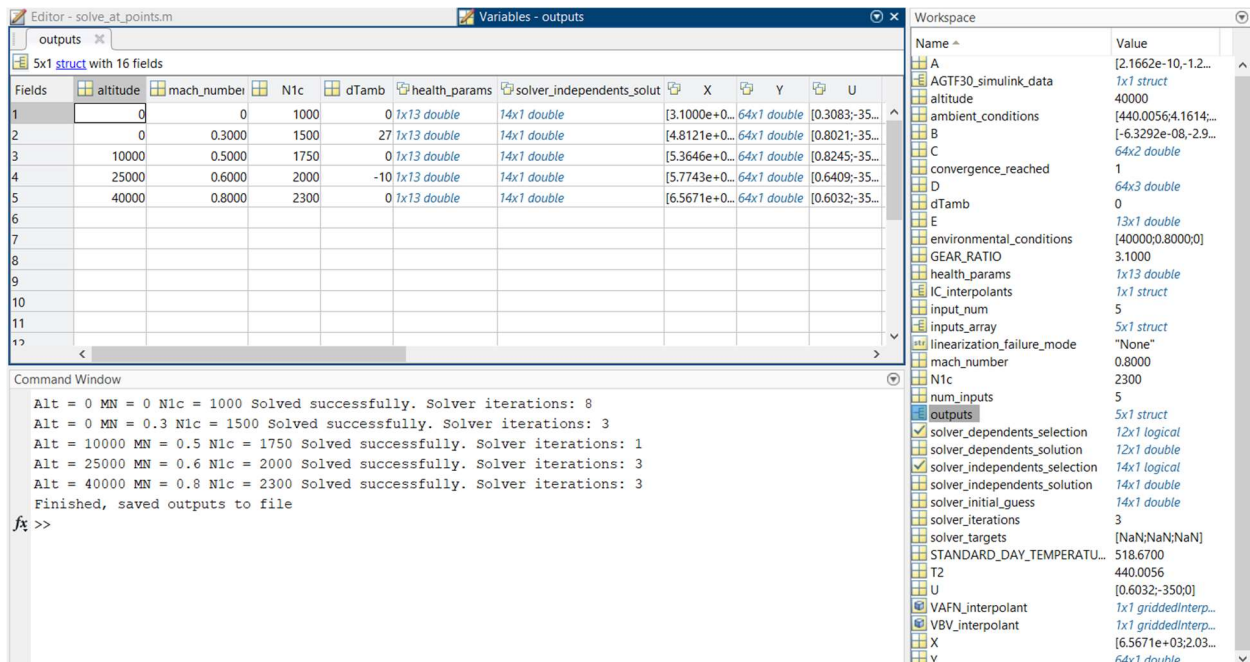 Editor - solve_at_points.m
Variables - outputs
outputs
5x1 struct with 16 fields
Fields altitude mach_number N1c dTamb health_params solver_independents_solut X Y U
1 0 0 1000 0 1x13 double 14x1 double [3.1000e+0... 64x1 double [0.3083;-35...
2 0 0.3000 1500 27 1x13 double 14x1 double [4.8121e+0... 64x1 double [0.8021;-35...
3 10000 0.5000 1750 0 1x13 double 14x1 double [5.3646e+0... 64x1 double [0.8245;-35...
4 25000 0.6000 2000 -10 1x13 double 14x1 double [5.7743e+0... 64x1 double [0.6409;-35...
5 40000 0.8000 2300 0 1x13 double 14x1 double [6.5671e+0... 64x1 double [0.6032;-35...
6
7
8
9
10
11
12
Command Window
Alt = 0 MN = 0 N1c = 1000 Solved successfully. Solver iterations: 8
Alt = 0 MN = 0.3 N1c = 1500 Solved successfully. Solver iterations: 3
Alt = 10000 MN = 0.5 N1c = 1750 Solved successfully. Solver iterations: 1
Alt = 25000 MN = 0.6 N1c = 2000 Solved successfully. Solver iterations: 3
Alt = 40000 MN = 0.8 N1c = 2300 Solved successfully. Solver iterations: 3
Finished, saved outputs to file
fx >>
Workspace
Name Value
A [2.1662e-10,-1.2...
AGTF30_simulink_data 1x1 struct
altitude 40000
ambient_conditions [440.0056;4.1614;...
B [-6.3292e-08,-2.9...
C 64x2 double
convergence_reached 1
D 64x3 double
dTamb 0
E 13x1 double
environmental_conditions [40000;0.8000;0]
GEAR_RATIO 3.1000
health_params 1x13 double
IC_interpolants 1x1 struct
input_num 5
inputs_array 5x1 struct
str linearization_failure_mode "None"
mach_number 0.8000
N1c 2300
num_inputs 5
outputs 5x1 struct
solver_dependents_selection 12x1 logical
solver_dependents_solution 12x1 double
solver_independents_selection 14x1 logical
solver_independents_solution 14x1 double
solver_initial_guess 14x1 double
solver_iterations 3
solver_targets [NaN;NaN;NaN]
STANDARD_DAY_TEMPERATU... 518.6700
T2 440.0056
U [0.6032;-350;0]
VAFN_interpolant 1x1 griddedInterp...
VBV_interpolant 1x1 griddedInterp...
X [6.5671e+03;2.03...
Y 64x1 double